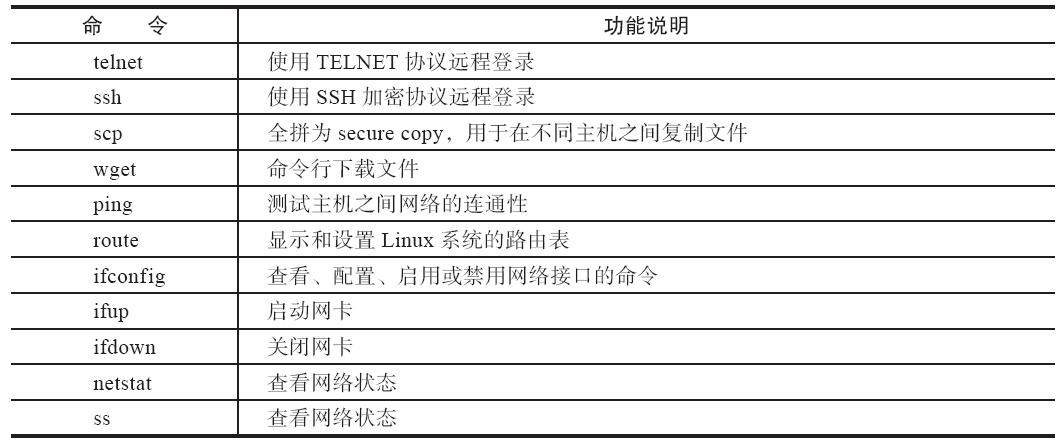 命 令 功能说明
telnet 使用 TELNET 协议远程登录
ssh 使用 SSH 加密协议远程登录
scp 全拼为 secure copy，用于在不同主机之间复制文件
wget 命令行下载文件
ping 测试主机之间网络的连通性
route 显示和设置 Linux 系统的路由表
ifconfig 查看、配置、启用或禁用网络接口的命令
ifup 启动网卡
ifdown 关闭网卡
netstat 查看网络状态
ss 查看网络状态